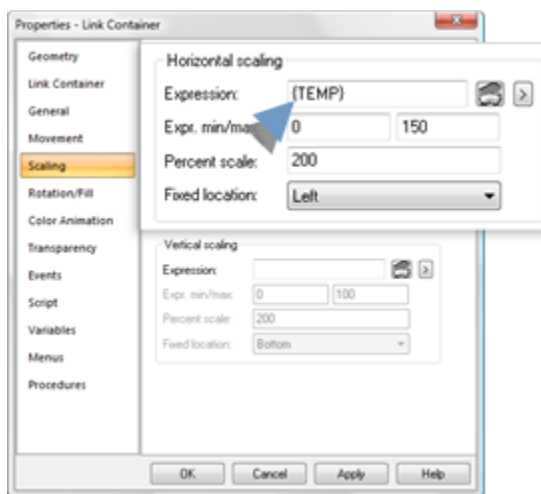 Properties - Link Container
Geometry
Link Container
General
Movement
Scaling
Rotation/Fill
Color Animation
Transparency
Events
Script
Variables
Menus
Procedures
Horizontal scaling
Expression: {TEMP} >
Expr. min/max: 0 150
Percent scale: 200
Fixed location: Left
Vertical scaling
Expression: >
Expr. min/max: 0 100
Percent scale: 200
Fixed location: Bottom
OK Cancel Apply Help